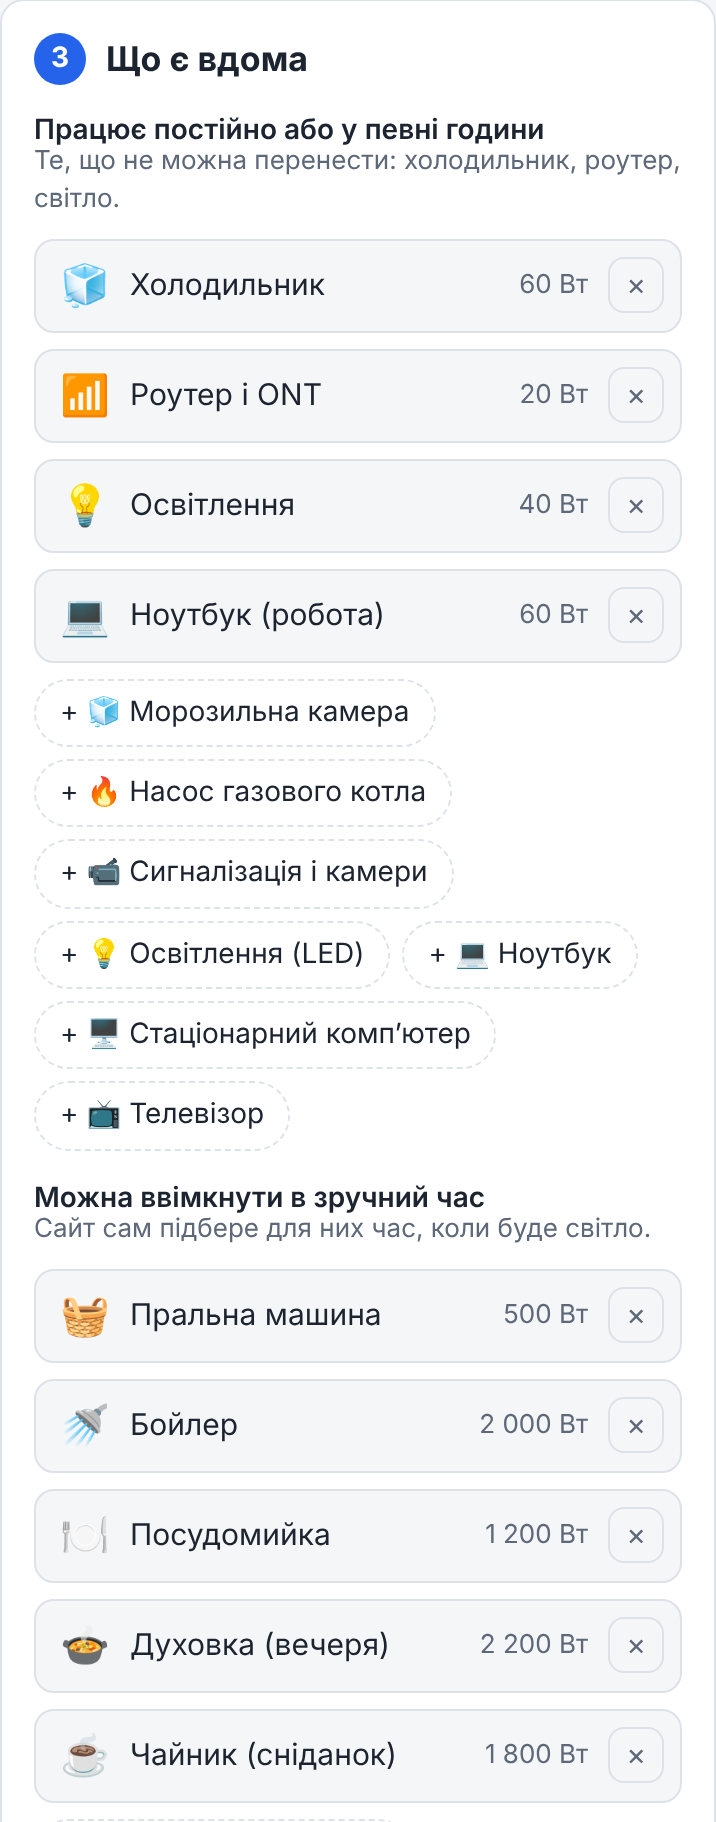 3 Що є вдома
Працює постійно або у певні години
Те, що не можна перенести: холодильник, роутер,
світло.
Холодильник 60 Вт ×
Роутер і ONT 20 Вт ×
Освітлення 40 Вт ×
Ноутбук (робота) 60 Вт ×
+ Морозильна камера
+ Насос газового котла
+ Сигналізація і камери
+ Освітлення (LED) + Ноутбук
+ Стаціонарний комп’ютер
+ Телевізор
Можна ввімкнути в зручний час
Сайт сам підбере для них час, коли буде світло.
Пральна машина 500 Вт ×
Бойлер 2 000 Вт ×
Посудомийка 1 200 Вт ×
Духовка (вечеря) 2 200 Вт ×
Чайник (сніданок) 1 800 Вт ×